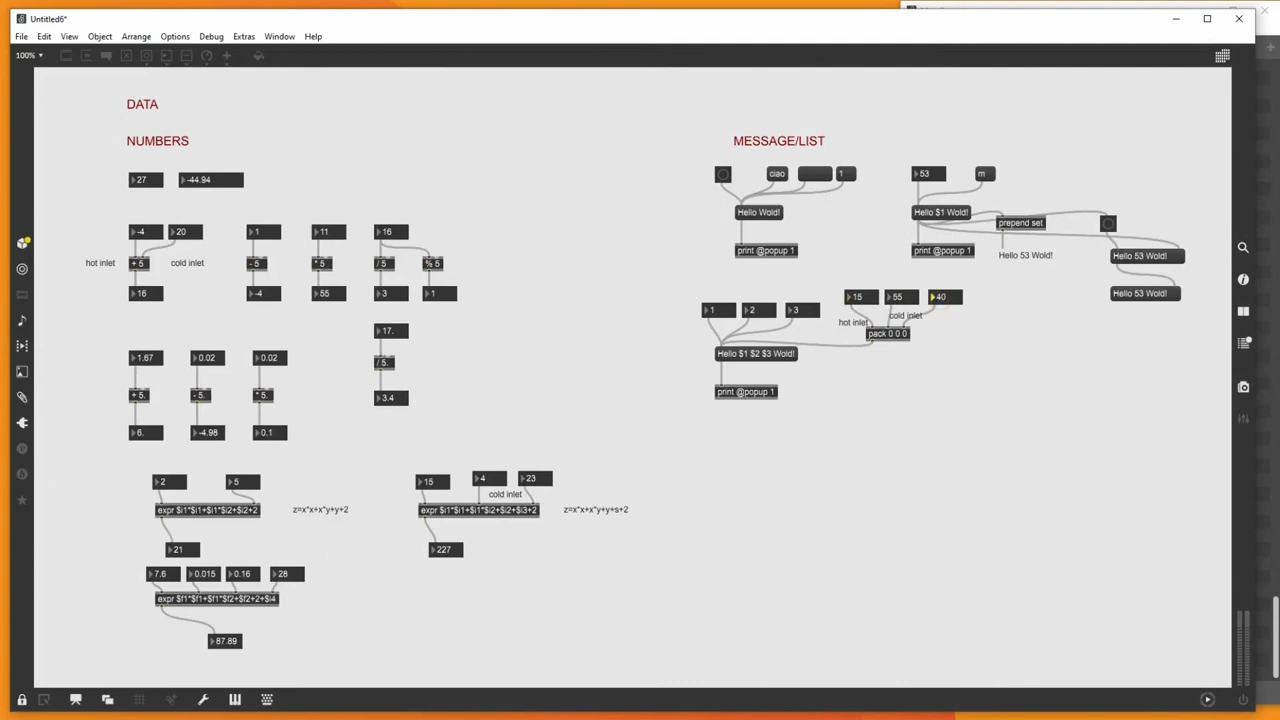 Untitled6*
File Edit View Object Arrange Options Debug Extras Window Help
100%
DATA
NUMBERS
MESSAGE/LIST
27 -44.94
ciao 1 53 m
Hello Wold! Hello $1 Wold! prepend set
-4 20 1 11 16
print @popup 1 print @popup 1 Hello 53 Wold! Hello 53 Wold!
hot inlet + 5 cold inlet - 5 * 5 / 5 % 5
16 -4 55 3 1
Hello 53 Wold!
1 2 3 15 55 40
hot inlet cold inlet
pack 0 0 0
17.
Hello $1 $2 $3 Wold!
1.67 0.02 0.02 / 5.
+ 5. - 5. * 5. 3.4
print @popup 1
6. -4.98 0.1
2 5 15 4 23
cold inlet
expr $i1*$i1+$i1*$i2+$i2+2 z=x*x+x*y+y+2 expr $i1*$i1+$i1*$i2+$i2+$i3+2 z=x*x+x*y+y+s+2
21 227
7.6 0.015 0.16 28
expr $f1*$f1+$f1*$f2+$f2+2+$i4
87.89